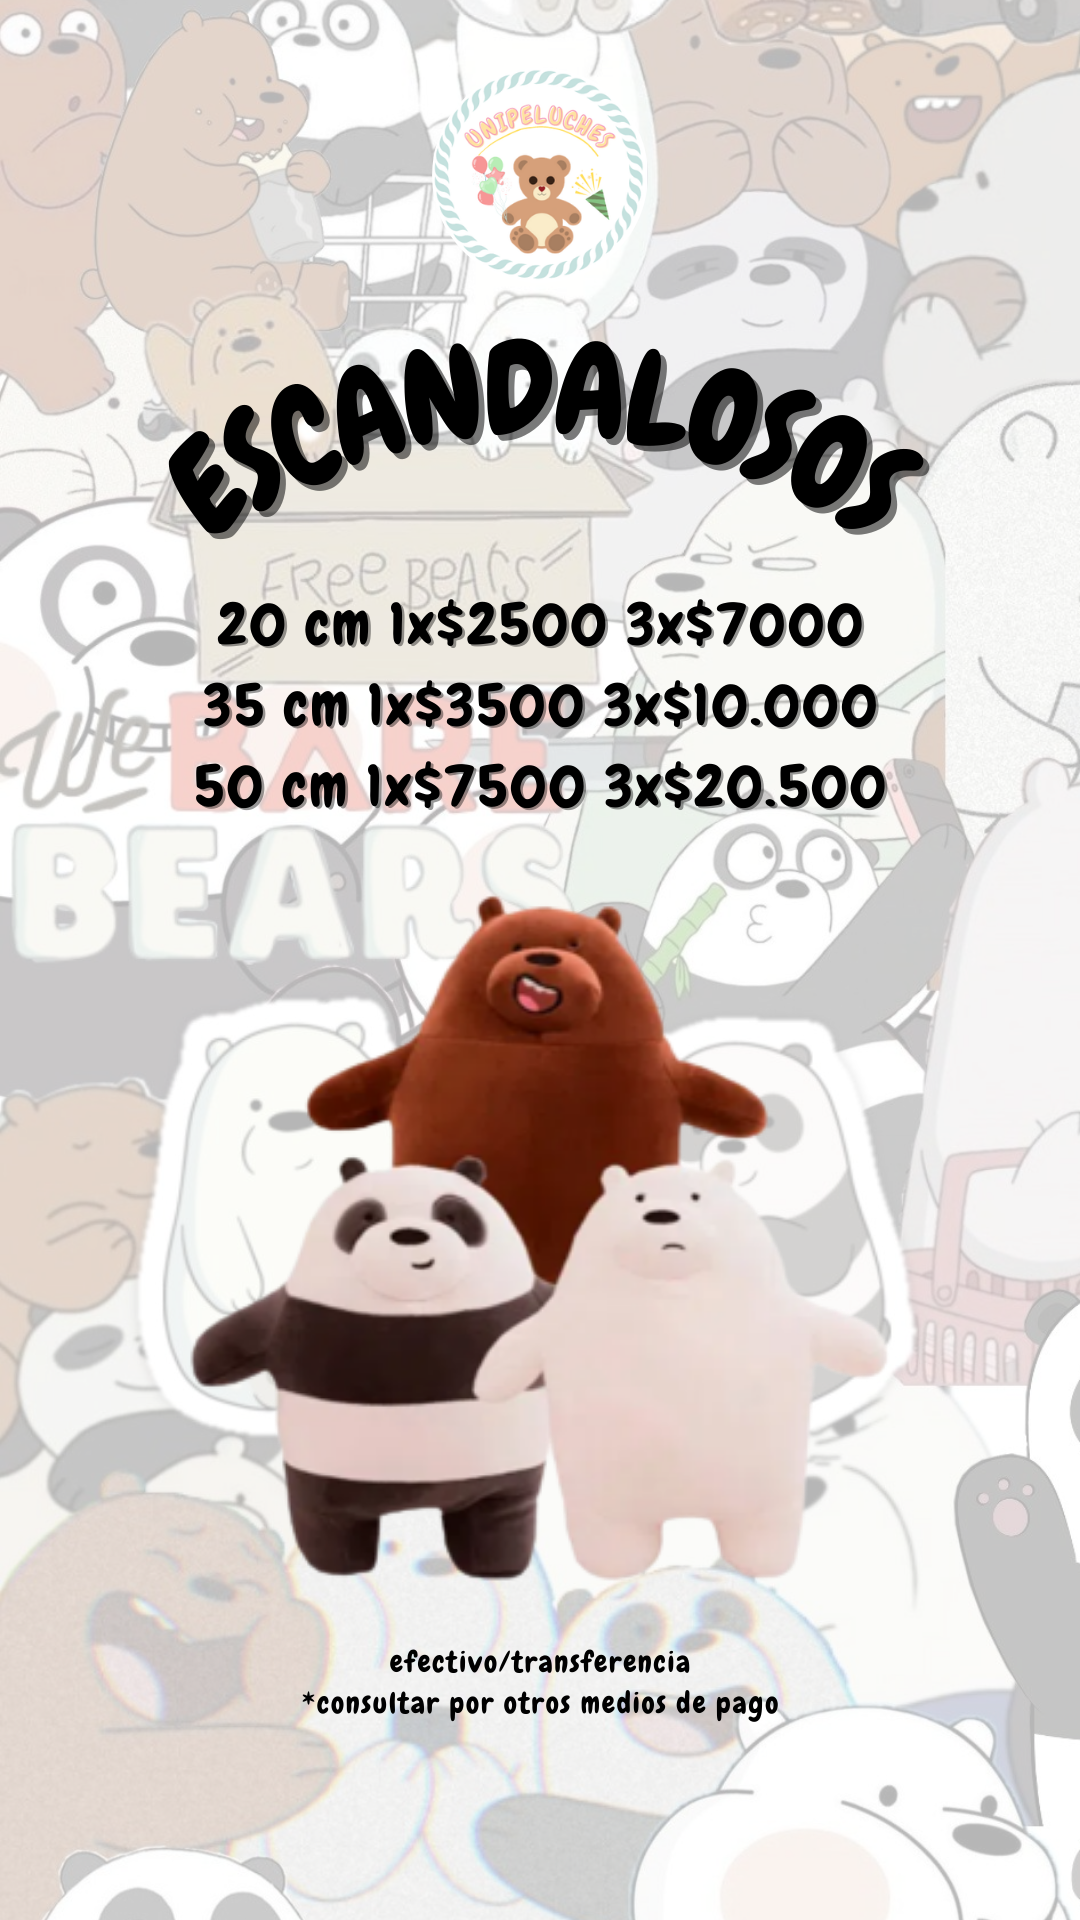 UNIPELUCHES
ESCANDALOSOS
FREE BEARS
20 cm 1x$2500 3x$7000
35 cm 1x$3500 3x$10.000
We BARE
50 cm 1x$7500 3x$20.500
BEARS
efectivo/transferencia
*consultar por otros medios de pago